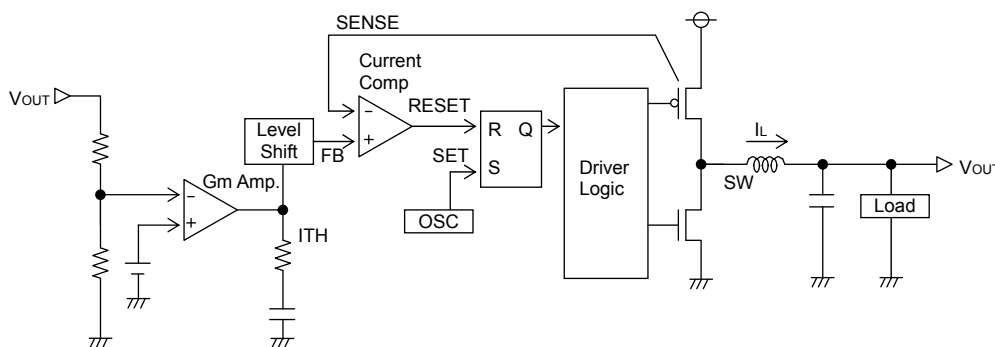 SENSE
Current
Comp
VOUT
RESET
Level
Shift
FB
R Q
SET
S
Driver
Logic
IL
VOUT
SW
Gm Amp.
Load
OSC
ITH
− +
− +